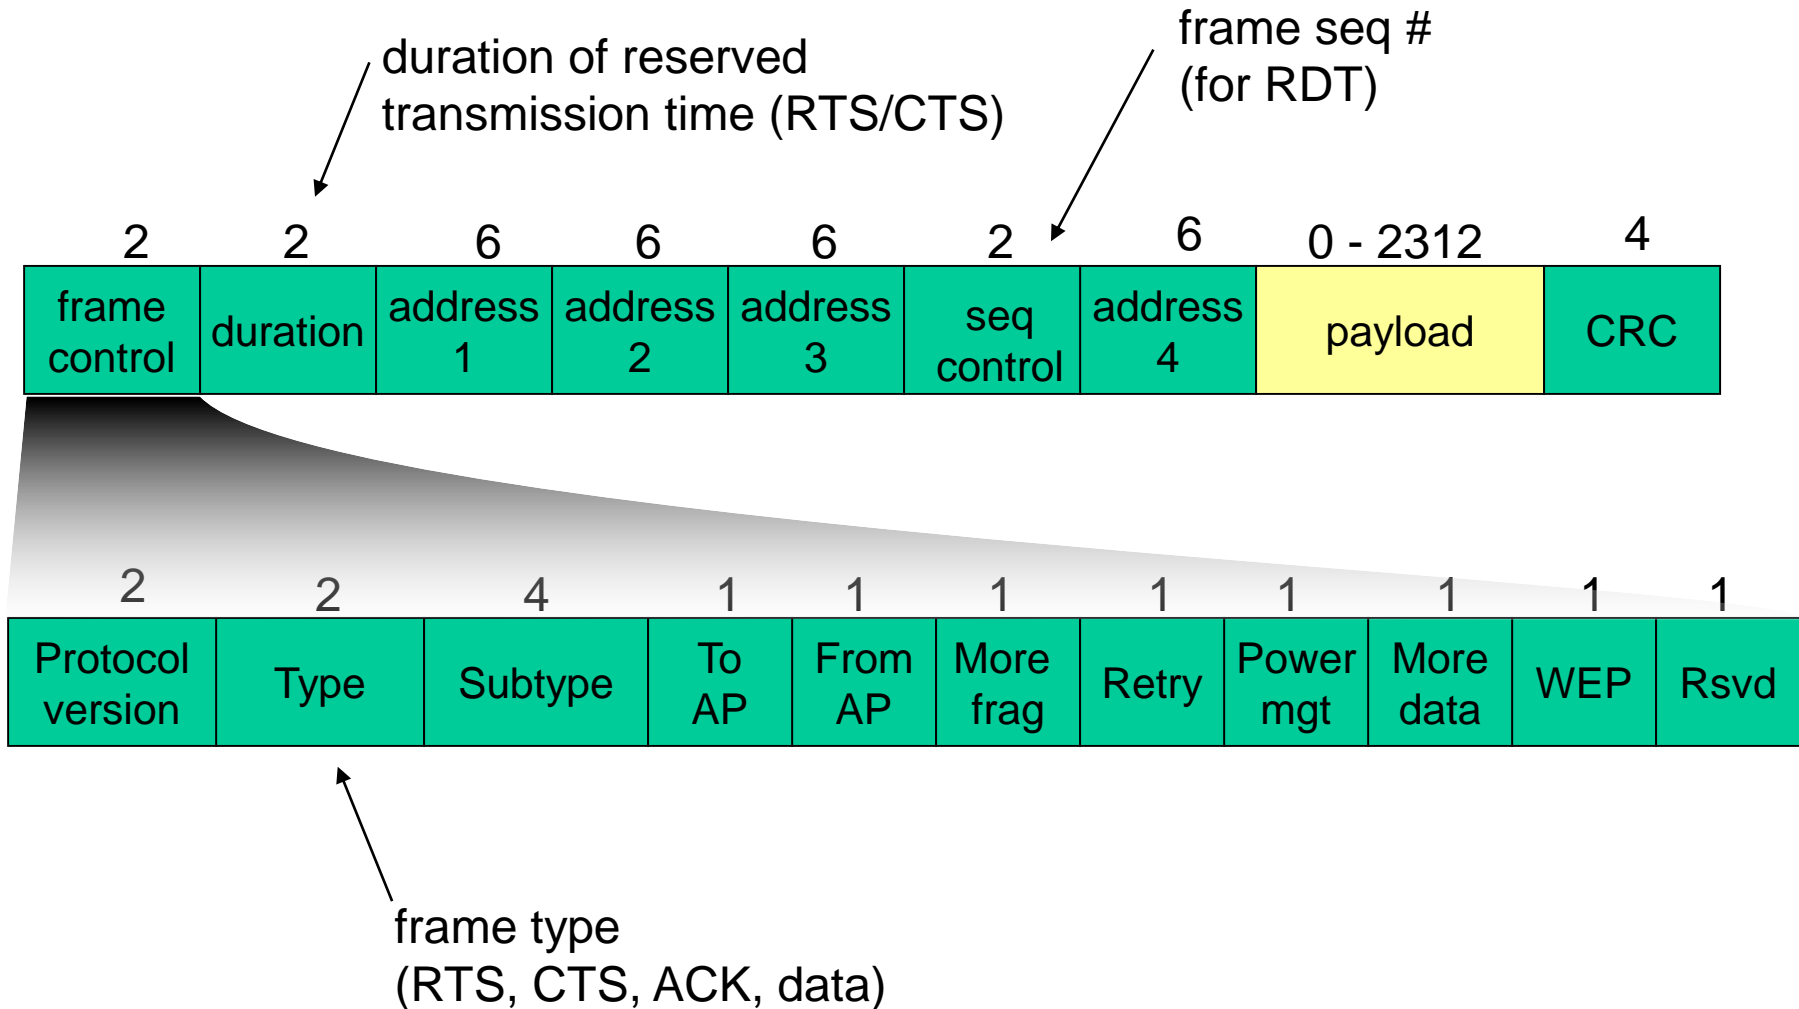 duration of reserved
transmission time (RTS/CTS)
frame seq #
(for RDT)
2 2 6 6 6 2 6 0 - 2312 4
frame
control
duration
address
1
address
2
address
3
seq
control
address
4
payload
CRC
2 2 4 1 1 1 1 1 1 1 1
Protocol
version
Type
Subtype
To
AP
From
AP
More
frag
Retry
Power
mgt
More
data
WEP
Rsvd
frame type
(RTS, CTS, ACK, data)